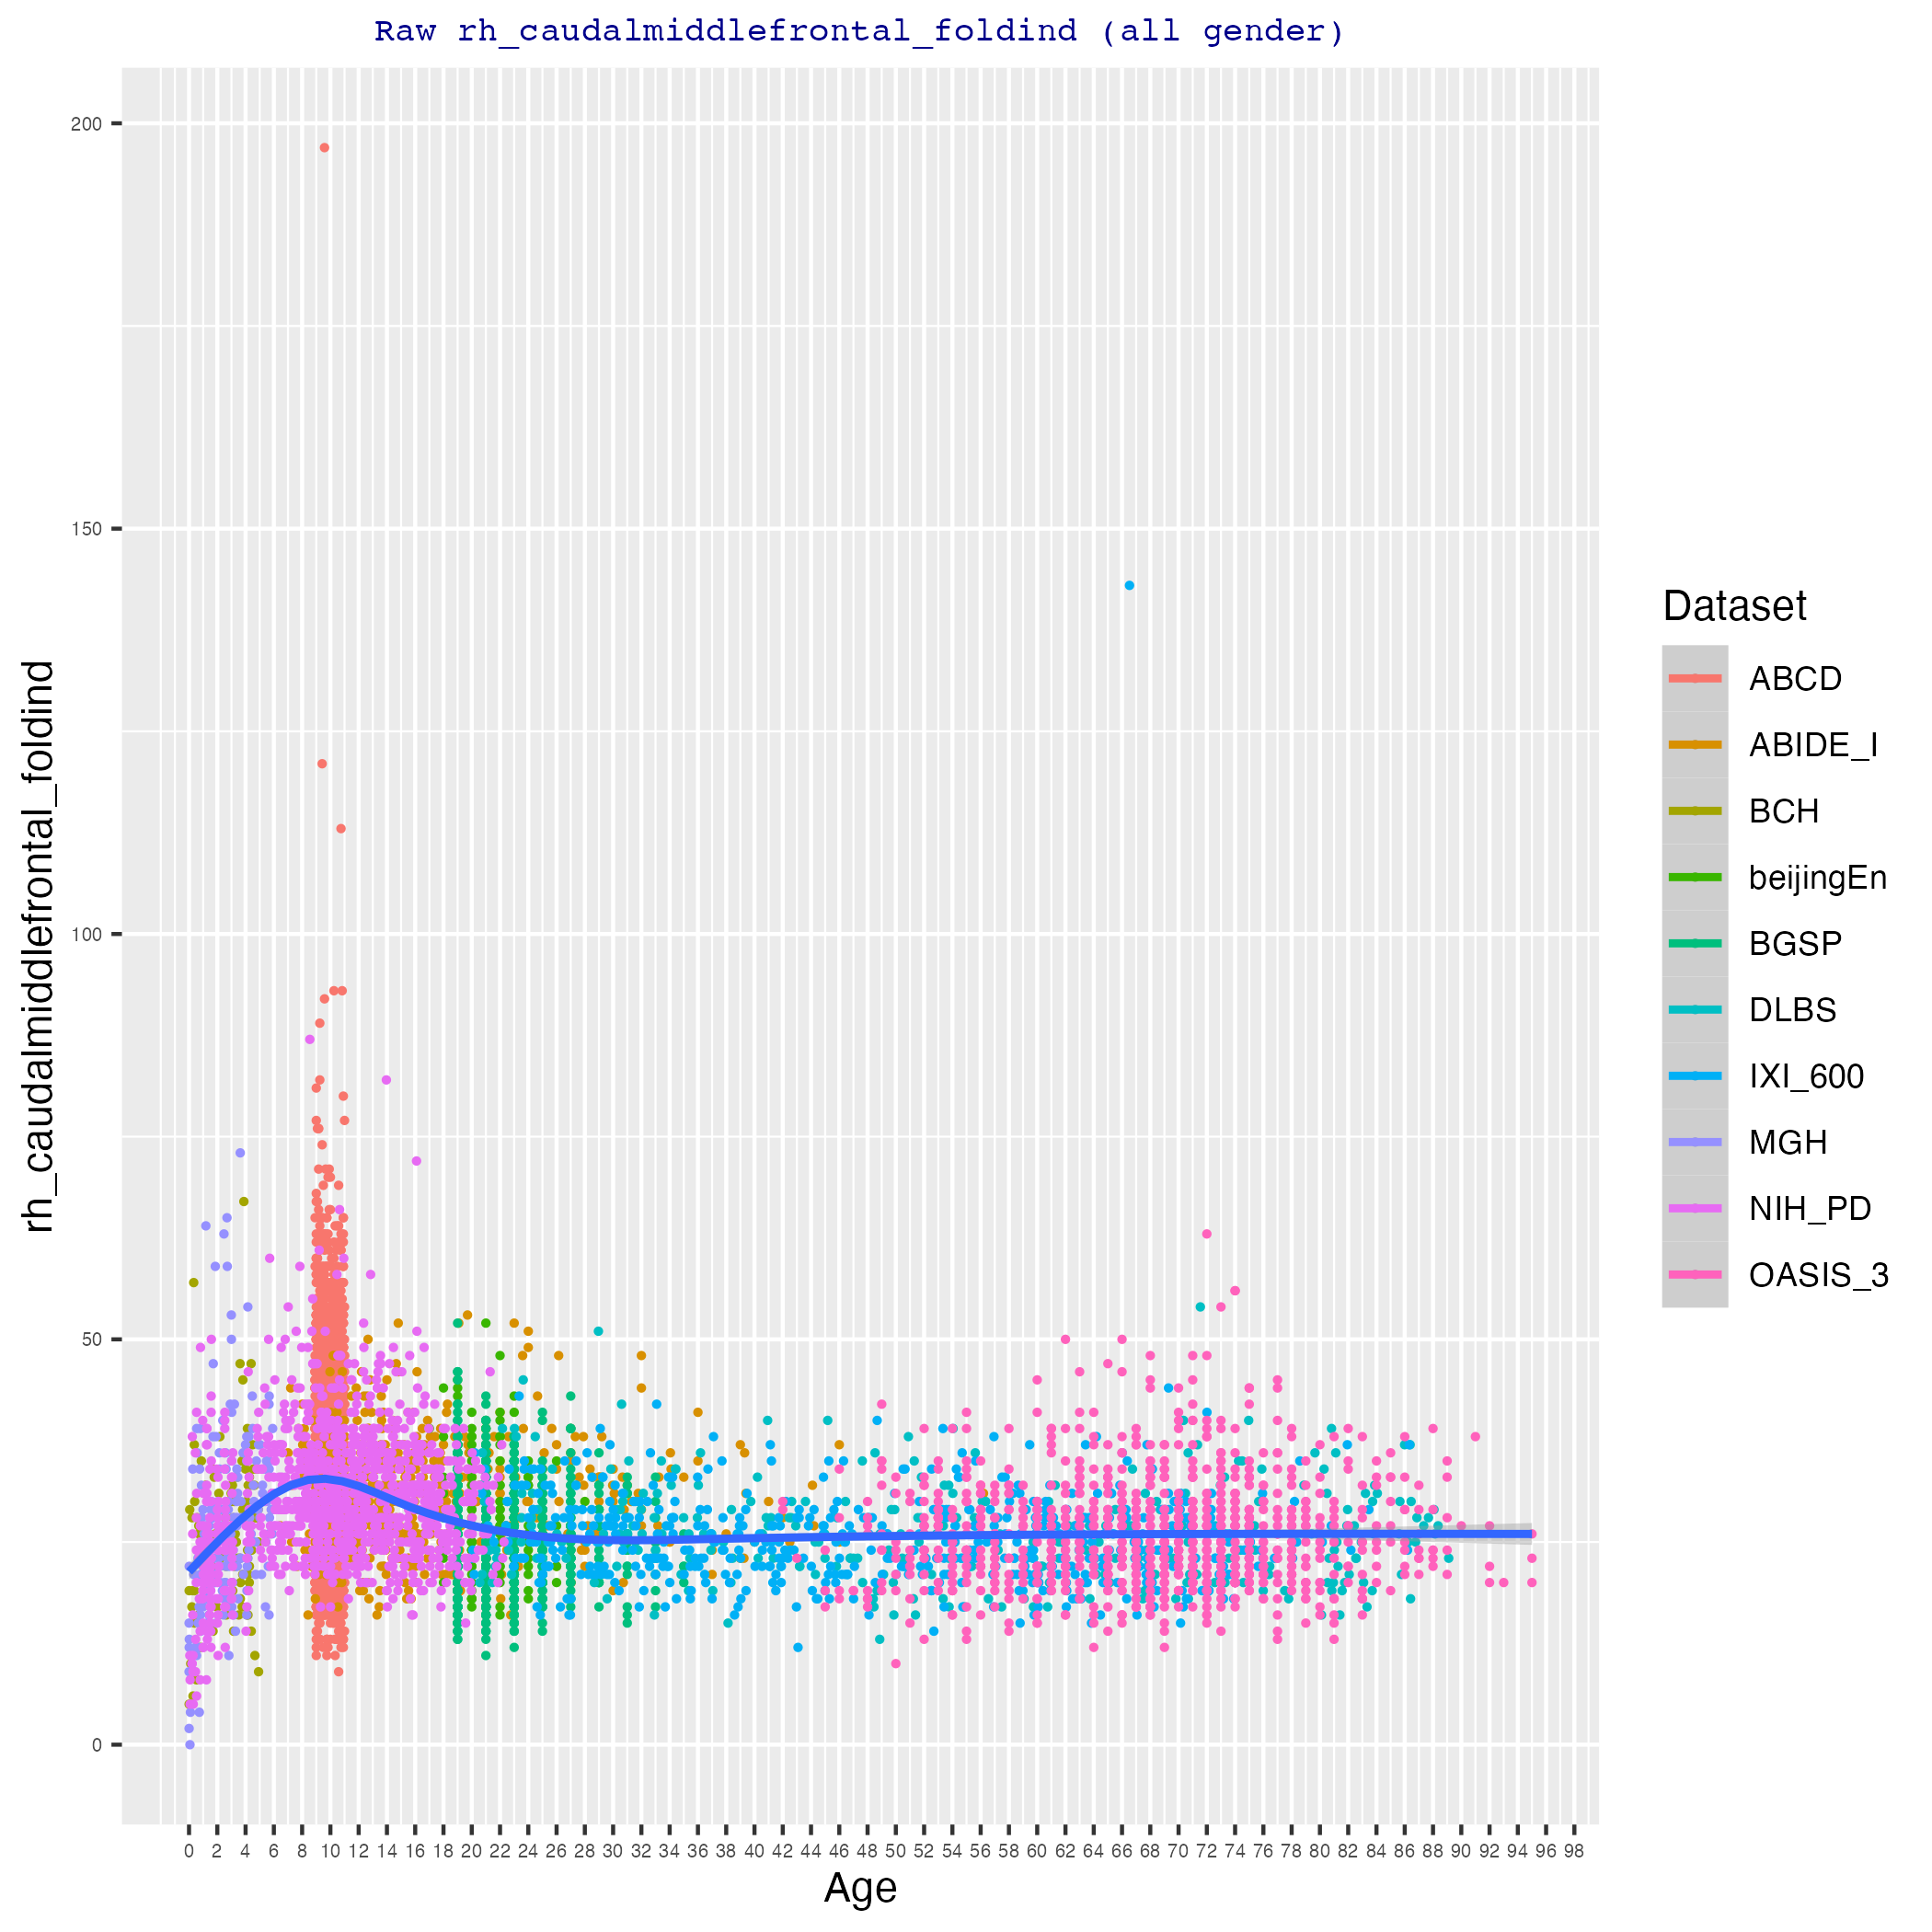 Raw rh_caudalmiddlefrontal_foldind (all gender)
rh_caudalmiddlefrontal_foldind
200
150
100
50
0
0 2 4 6 8 10 12 14 16 18 20 22 24 26 28 30 32 34 36 38 40 42 44 46 48 50 52 54 56 58 60 62 64 66 68 70 72 74 76 78 80 82 84 86 88 90 92 94 96 98
Age
Dataset
ABCD
ABIDE_I
BCH
beijingEn
BGSP
DLBS
IXI_600
MGH
NIH_PD
OASIS_3